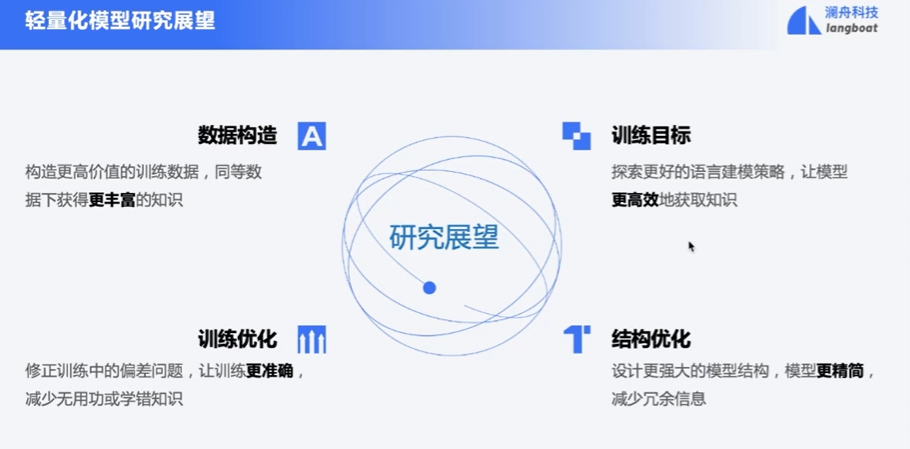 轻量化模型研究展望
澜舟科技
langboat
数据构造
构造更高价值的训练数据，同等数
据下获得更丰富的知识
训练目标
探索更好的语言建模策略，让模型
更高效地获取知识
研究展望
训练优化
修正训练中的偏差问题，让训练更准确，
减少无用功或学错知识
结构优化
设计更强大的模型结构，模型更精简，
减少冗余信息